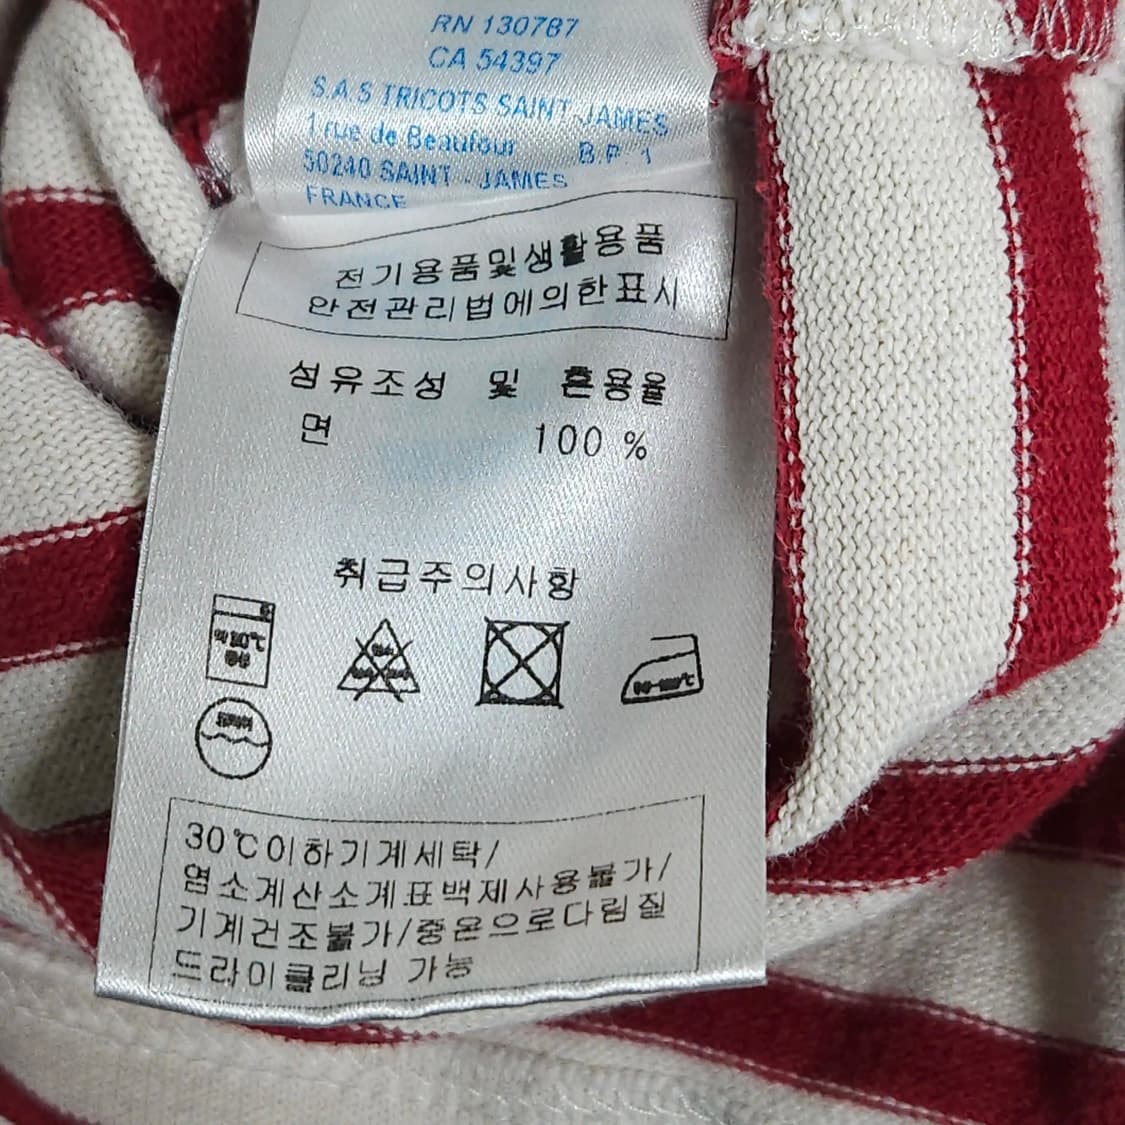 RN 130787
CA 54397
S.A.S TRICOTS SAINT JAMES
1 rue de Beaufour B.P. 1
50240 SAINT - JAMES
FRANCE
전기용품및생활용품
안전관리법에의한표시
섬유조성 및 혼용율
면 100 %
취급주의사항
30℃이하기계세탁/
염소계산소계표백제사용불가/
기계건조불가/중온으로다림질
드라이클리닝 가능